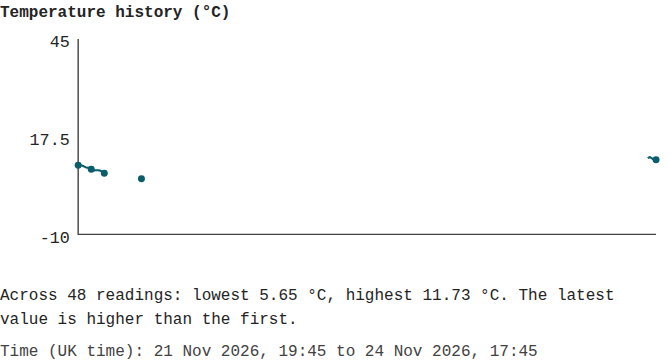 Temperature history (°C)
45
17.5
-10
Across 48 readings: lowest 5.65 °C, highest 11.73 °C. The latest
value is higher than the first.
Time (UK time): 21 Nov 2026, 19:45 to 24 Nov 2026, 17:45